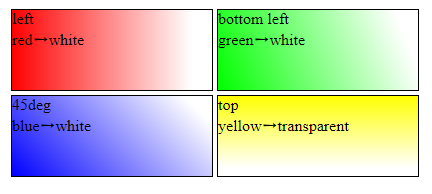 left
red↔white
bottom left
green↔white
45deg
blue↔white
top
yellow↔transparent